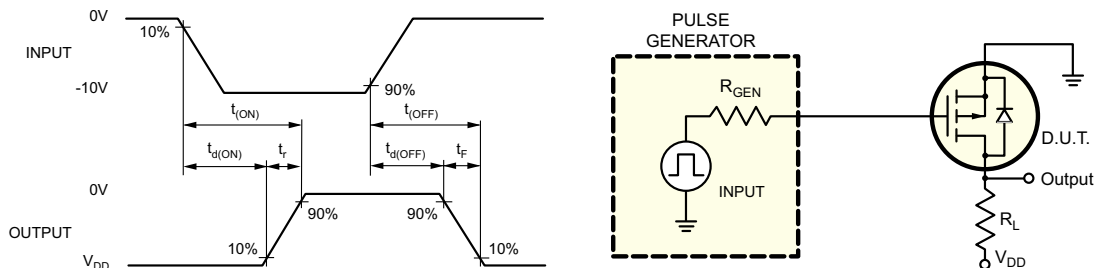 0V
10%
INPUT
-10V
90%
t(ON)
t(OFF)
td(ON)
tr
td(OFF)
tF
0V
90%
90%
OUTPUT
10%
10%
VDD
PULSE
GENERATOR
RGEN
INPUT
D.U.T.
Output
RL
VDD